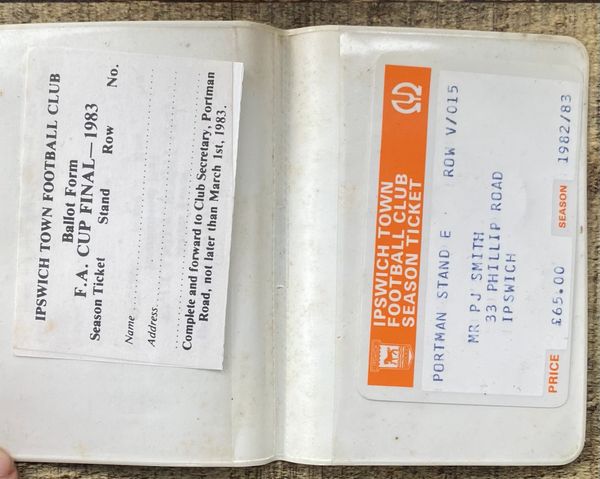 IPSWICH TOWN FOOTBALL CLUB
Ballot Form
F.A. CUP FINAL—1983
Season Ticket Stand Row No.
Name
Address
Complete and forward to Club Secretary, Portman
Road, not later than March 1st, 1983.
IPSWICH TOWN
FOOTBALL CLUB
SEASON TICKET
PORTMAN STAND E ROW V/015
MR PJ SMITH
33 PHILLIP ROAD
IPSWICH
PRICE £65.00 SEASON 1982/83